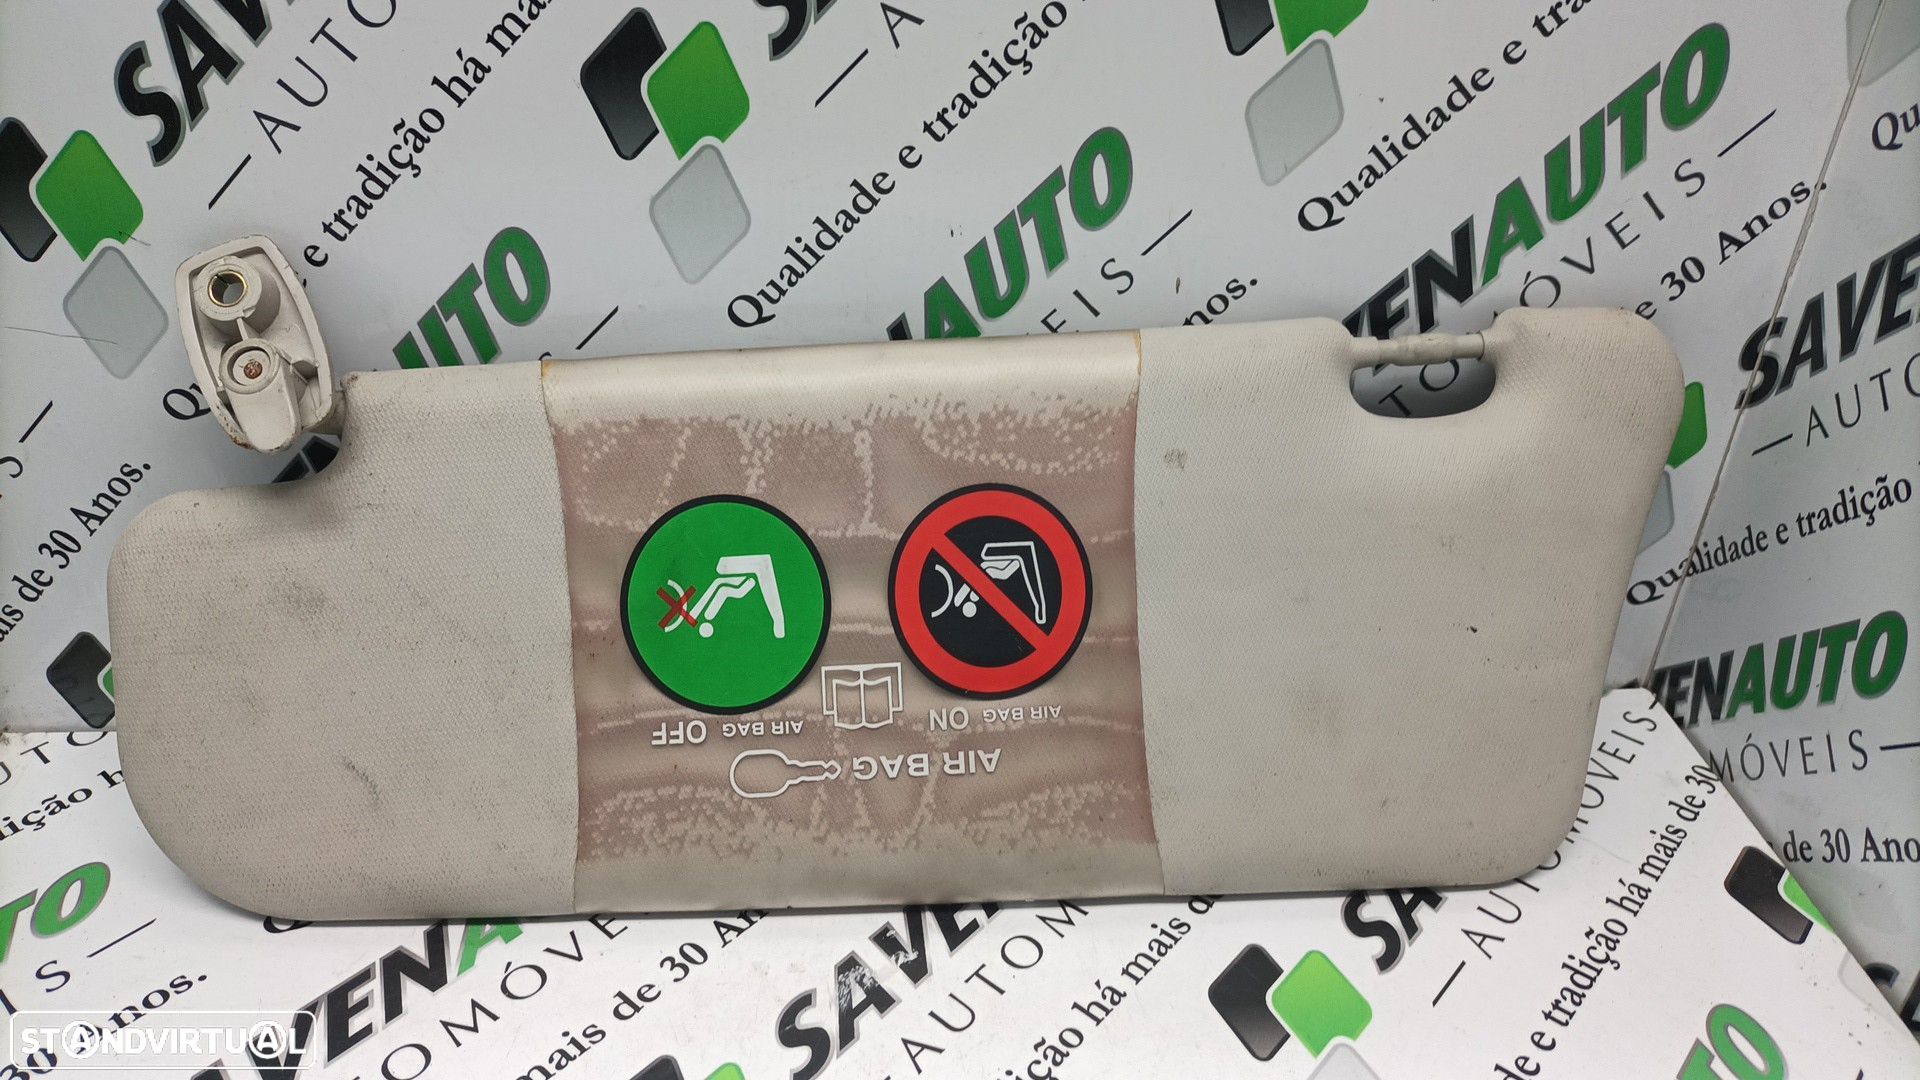 AIR BAG OFF
AIR BAG ON
AIR BAG
SAVENAUTO
AUTOMÓVEIS
Qualidade e tradição há mais de 30 Anos.
STANDVIRTUAL